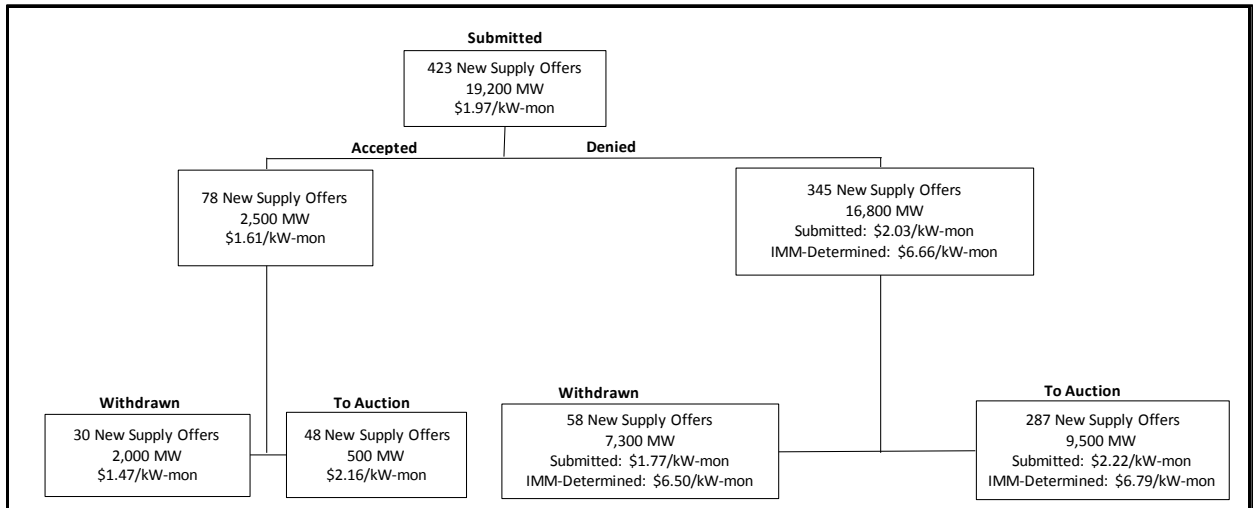 Submitted
423 New Supply Offers
19,200 MW
$1.97/kW-mon
Accepted
Denied
78 New Supply Offers
2,500 MW
$1.61/kW-mon
345 New Supply Offers
16,800 MW
Submitted: $2.03/kW-mon
IMM-Determined: $6.66/kW-mon
Withdrawn
30 New Supply Offers
2,000 MW
$1.47/kW-mon
To Auction
48 New Supply Offers
500 MW
$2.16/kW-mon
Withdrawn
58 New Supply Offers
7,300 MW
Submitted: $1.77/kW-mon
IMM-Determined: $6.50/kW-mon
To Auction
287 New Supply Offers
9,500 MW
Submitted: $2.22/kW-mon
IMM-Determined: $6.79/kW-mon